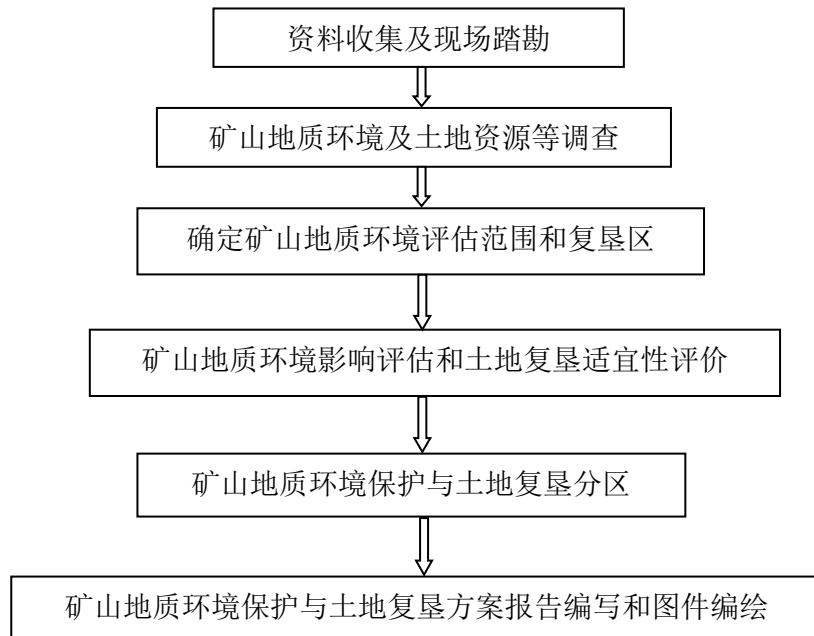 资料收集及现场踏勘
矿山地质环境及土地资源等调查
确定矿山地质环境评估范围和复垦区
矿山地质环境影响评估和土地复垦适宜性评价
矿山地质环境保护与土地复垦分区
矿山地质环境保护与土地复垦方案报告编写和图件编绘